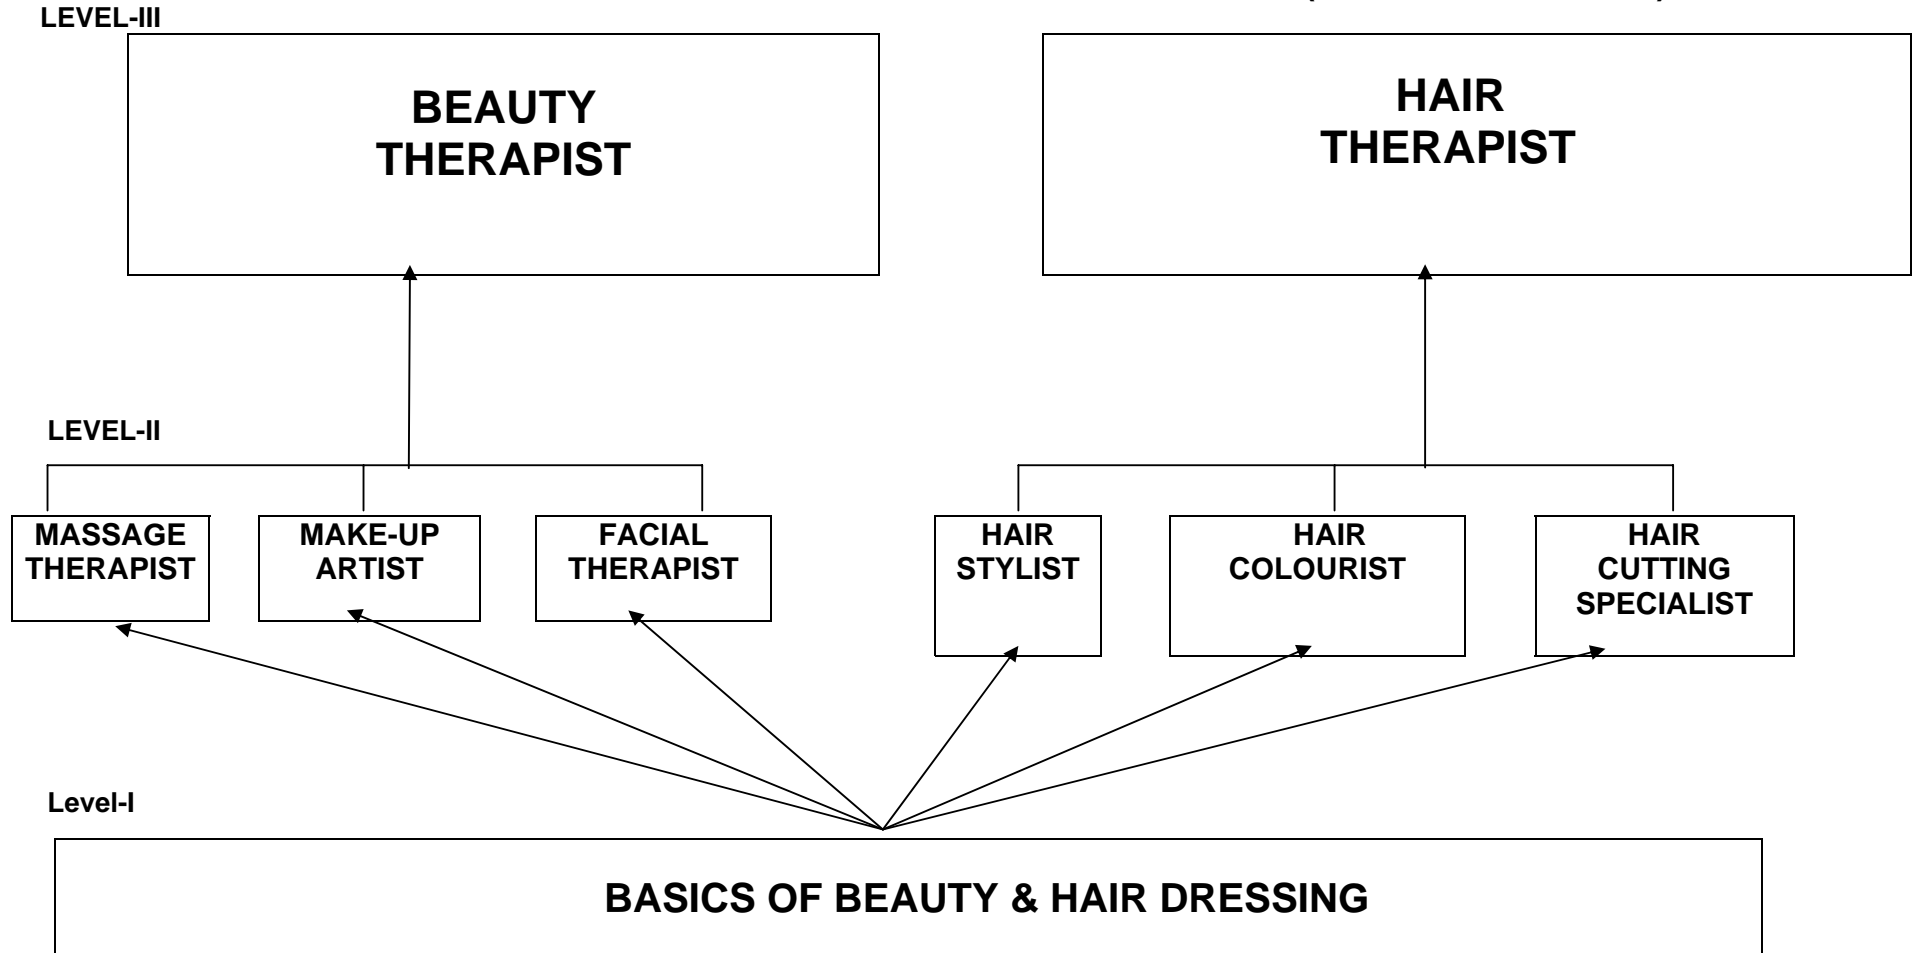 LEVEL-III
BEAUTY
THERAPIST
HAIR
THERAPIST
LEVEL-II
MASSAGE
THERAPIST
MAKE-UP
ARTIST
FACIAL
THERAPIST
HAIR
STYLIST
HAIR
COLOURIST
HAIR
CUTTING
SPECIALIST
Level-I
BASICS OF BEAUTY & HAIR DRESSING